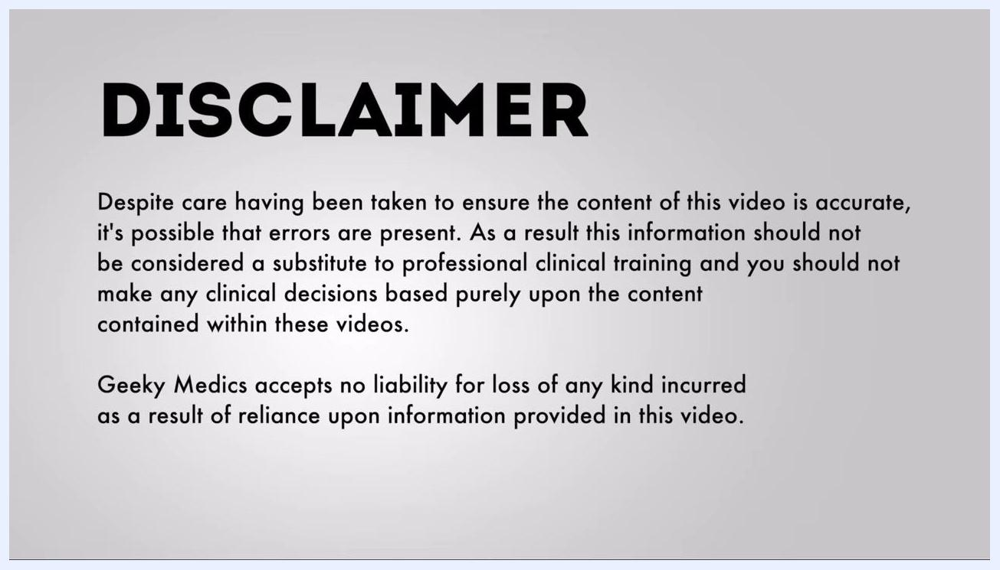 DISCLAIMER
Despite care having been taken to ensure the content of this video is accurate,
it's possible that errors are present. As a result this information should not
be considered a substitute to professional clinical training and you should not
make any clinical decisions based purely upon the content
contained within these videos.
Geeky Medics accepts no liability for loss of any kind incurred
as a result of reliance upon information provided in this video.